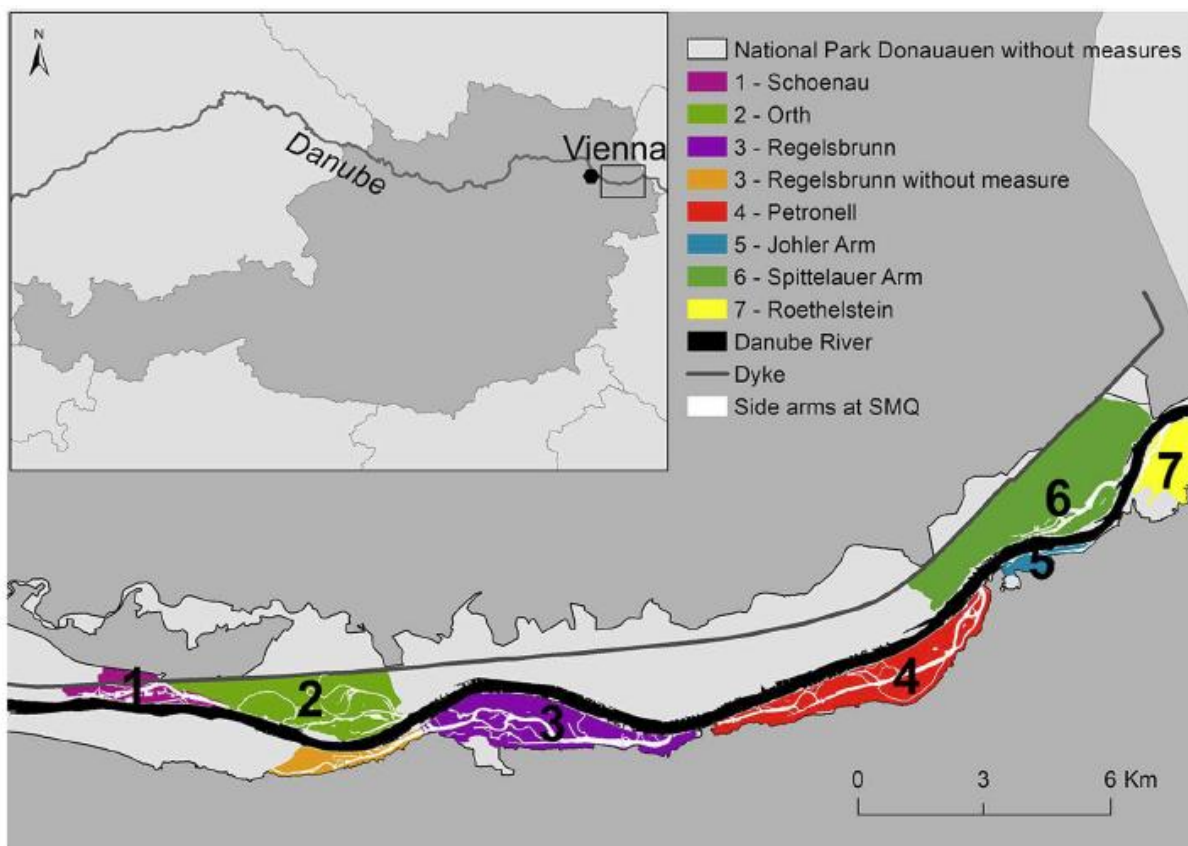 N
Danube
Vienna
National Park Donauauen without measures
1 - Schoenau
2 - Orth
3 - Regelsbrunn
3 - Regelsbrunn without measure
4 - Petronell
5 - Johler Arm
6 - Spittelauer Arm
7 - Roethelstein
Danube River
Dyke
Side arms at SMQ
7
6
5
4
1
2
3
0 3 6 Km